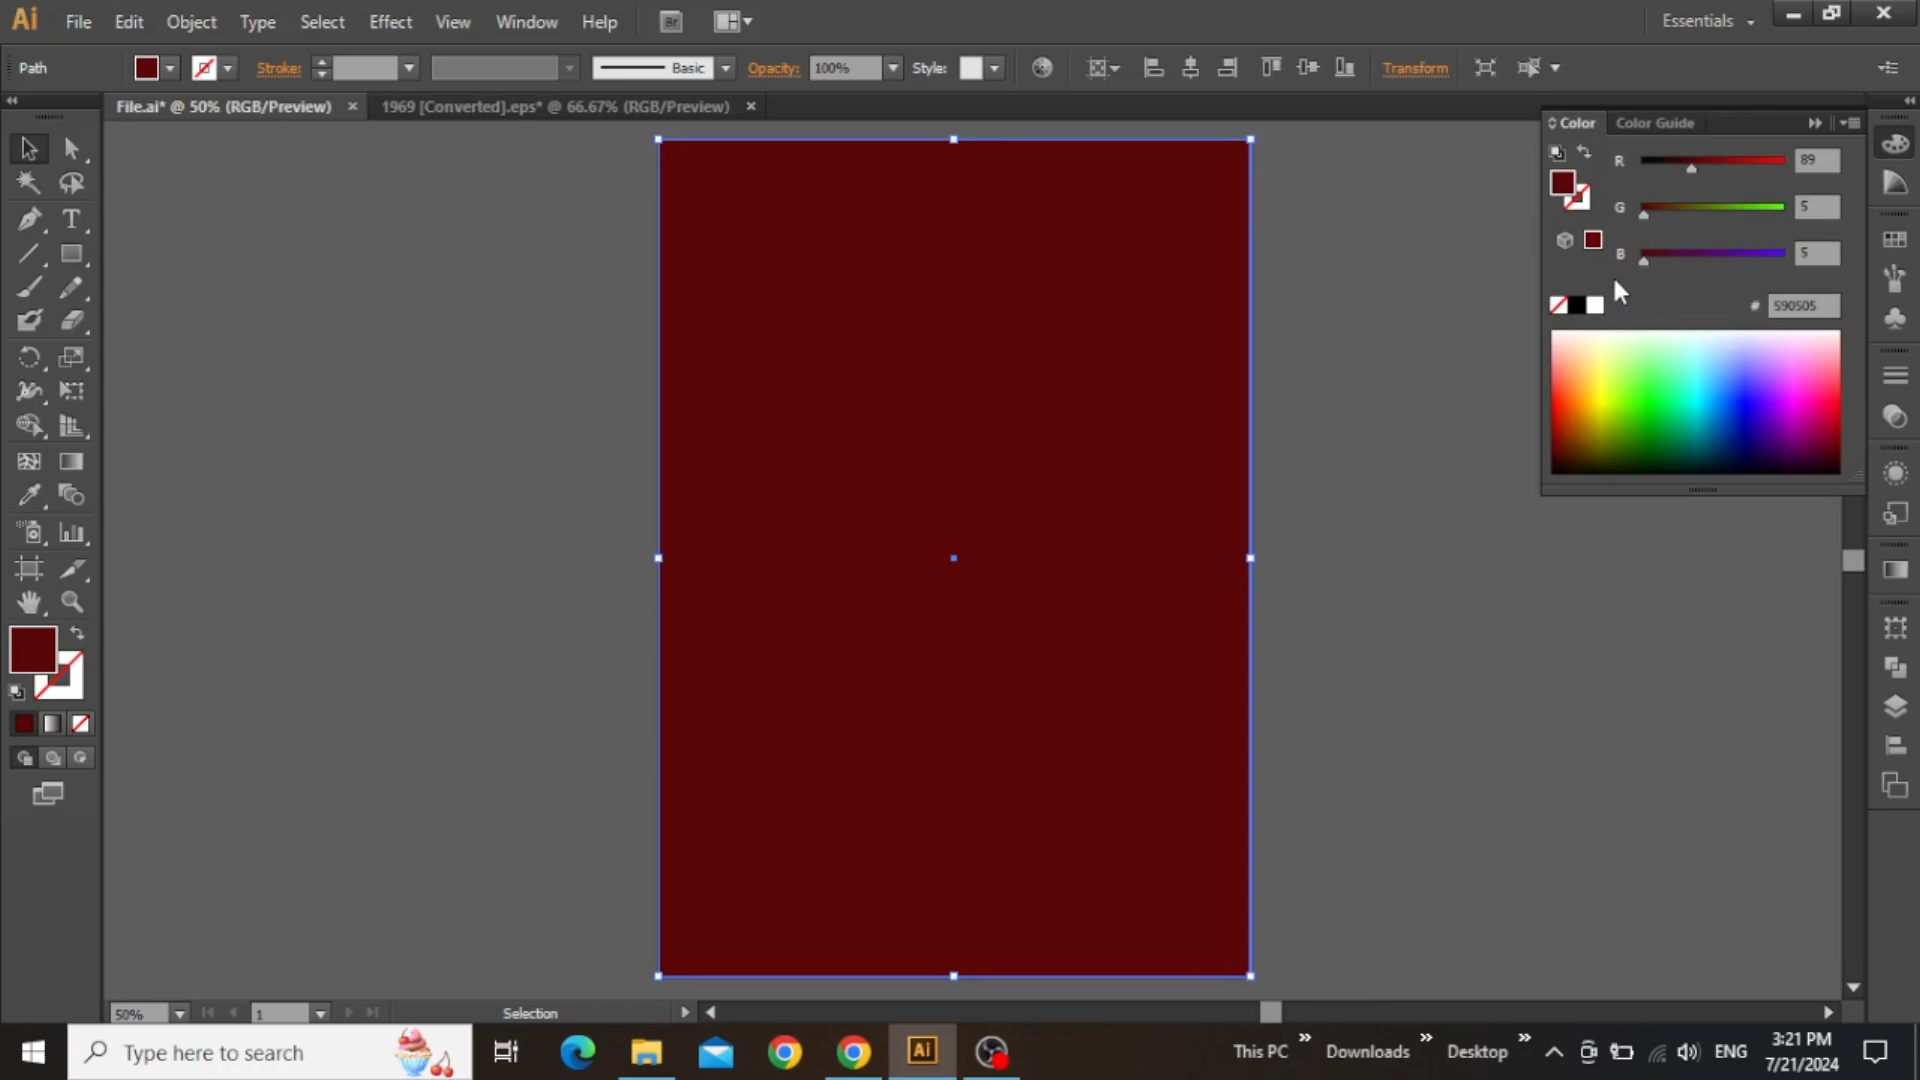 Ai File Edit Object Type Select Effect View Window Help Br Essentials
Path Stroke: Basic Opacity: 100% Style: Transform
File.ai* @ 50% (RGB/Preview) 1969 [Converted].eps* @ 66.67% (RGB/Preview)
Color Color Guide
R 89
G 5
B 5
# 590505
T
50% 1 Selection
Type here to search Ai This PC Downloads Desktop ENG 3:21 PM
7/21/2024